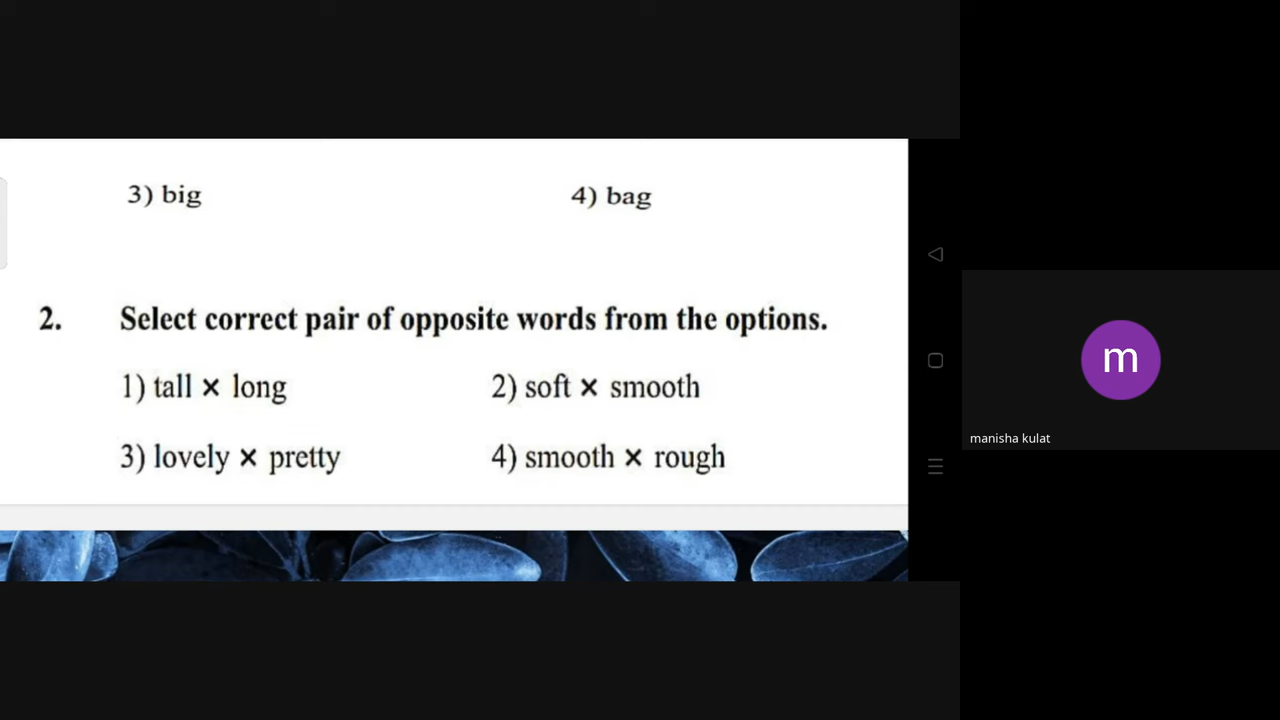 3) big 4) bag
2. Select correct pair of opposite words from the options.
1) tall × long 2) soft × smooth
3) lovely × pretty 4) smooth × rough
m
manisha kulat